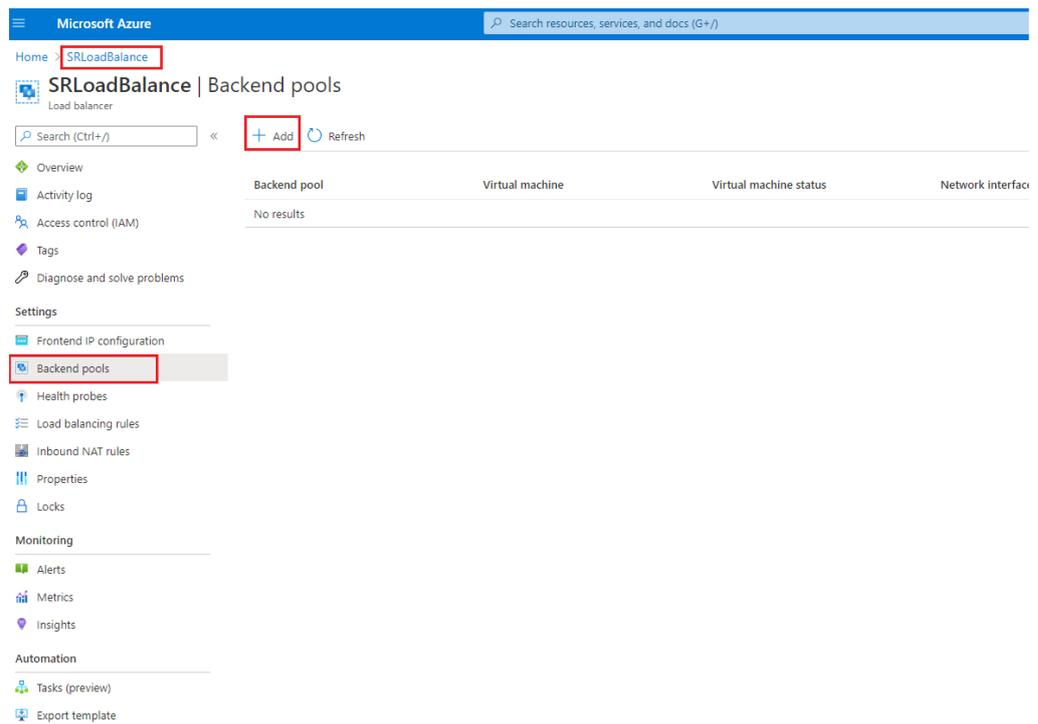 Microsoft Azure
Search resources, services, and docs (G+/)
Home > SRLoadBalance
SRLoadBalance | Backend pools
Load balancer
Search (Ctrl+/)
«
+ Add
Refresh
Overview
Activity log
Access control (IAM)
Tags
Diagnose and solve problems
Settings
Frontend IP configuration
Backend pools
Health probes
Load balancing rules
Inbound NAT rules
Properties
Locks
Monitoring
Alerts
Metrics
Insights
Automation
Tasks (preview)
Export template
Backend pool Virtual machine Virtual machine status Network interface
No results